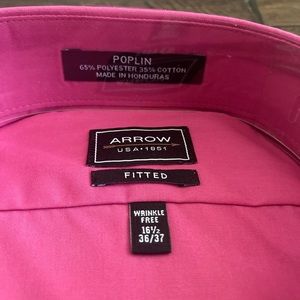 POPLIN
65% POLYESTER 35% COTTON
MADE IN HONDURAS
ARROW
USA • 1851
FITTED
WRINKLE
FREE
16½
36/37